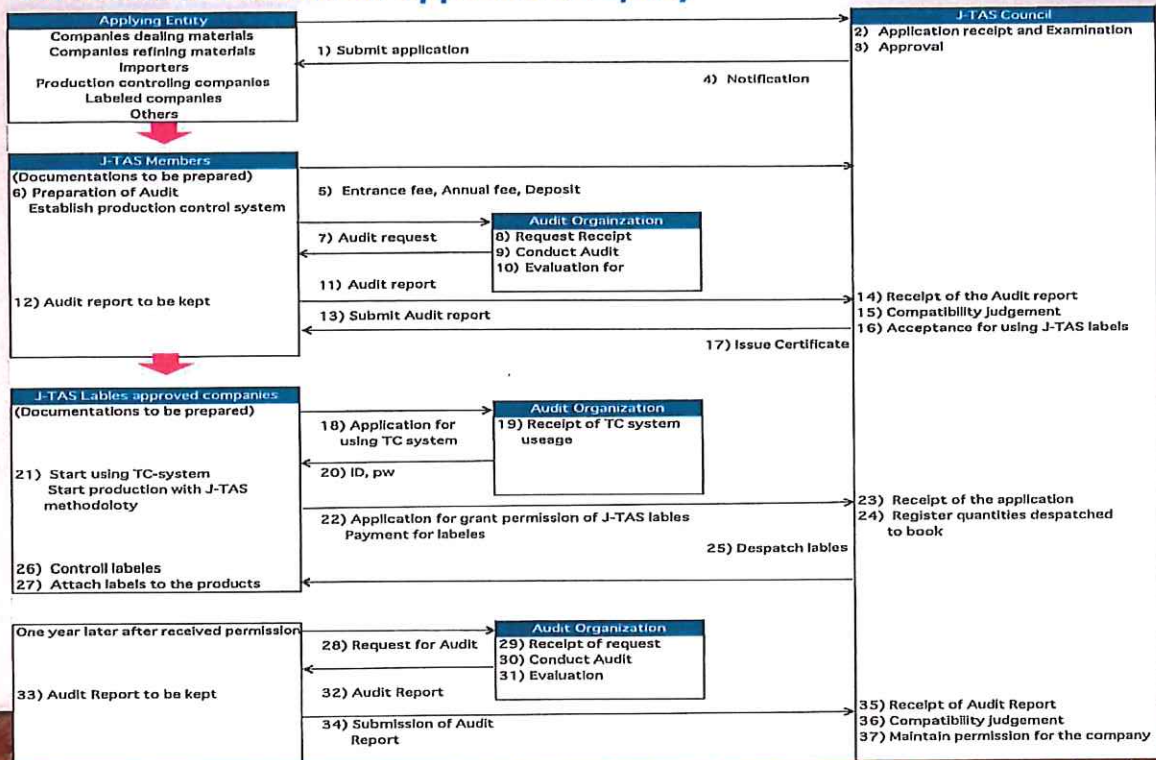 Applying Entity
Companies dealing materials
Companies refining materials
Importers
Production controling companies
Labeled companies
Others
1) Submit application
4) Notification
J-TAS Council
2) Application receipt and Examination
3) Approval
J-TAS Members
(Documentations to be prepared)
6) Preparation of Audit
Establish production control system
5) Entrance fee, Annual fee, Deposit
7) Audit request
Audit Orgainzation
8) Request Receipt
9) Conduct Audit
10) Evaluation for
11) Audit report
12) Audit report to be kept
13) Submit Audit report
14) Receipt of the Audit report
15) Compatibility judgement
16) Acceptance for using J-TAS labels
17) Issue Certificate
J-TAS Lables approved companies
(Documentations to be prepared)
18) Application for
using TC system
Audit Organization
19) Receipt of TC system
useage
20) ID, pw
21) Start using TC-system
Start production with J-TAS
methodoloty
22) Application for grant permission of J-TAS lables
Payment for labeles
23) Receipt of the application
24) Register quantities despatched
to book
25) Despatch lables
26) Controll labeles
27) Attach labels to the products
One year later after received permission
28) Request for Audit
Audit Organization
29) Receipt of request
30) Conduct Audit
31) Evaluation
32) Audit Report
33) Audit Report to be kept
34) Submission of Audit
Report
35) Receipt of Audit Report
36) Compatibility judgement
37) Maintain permission for the company